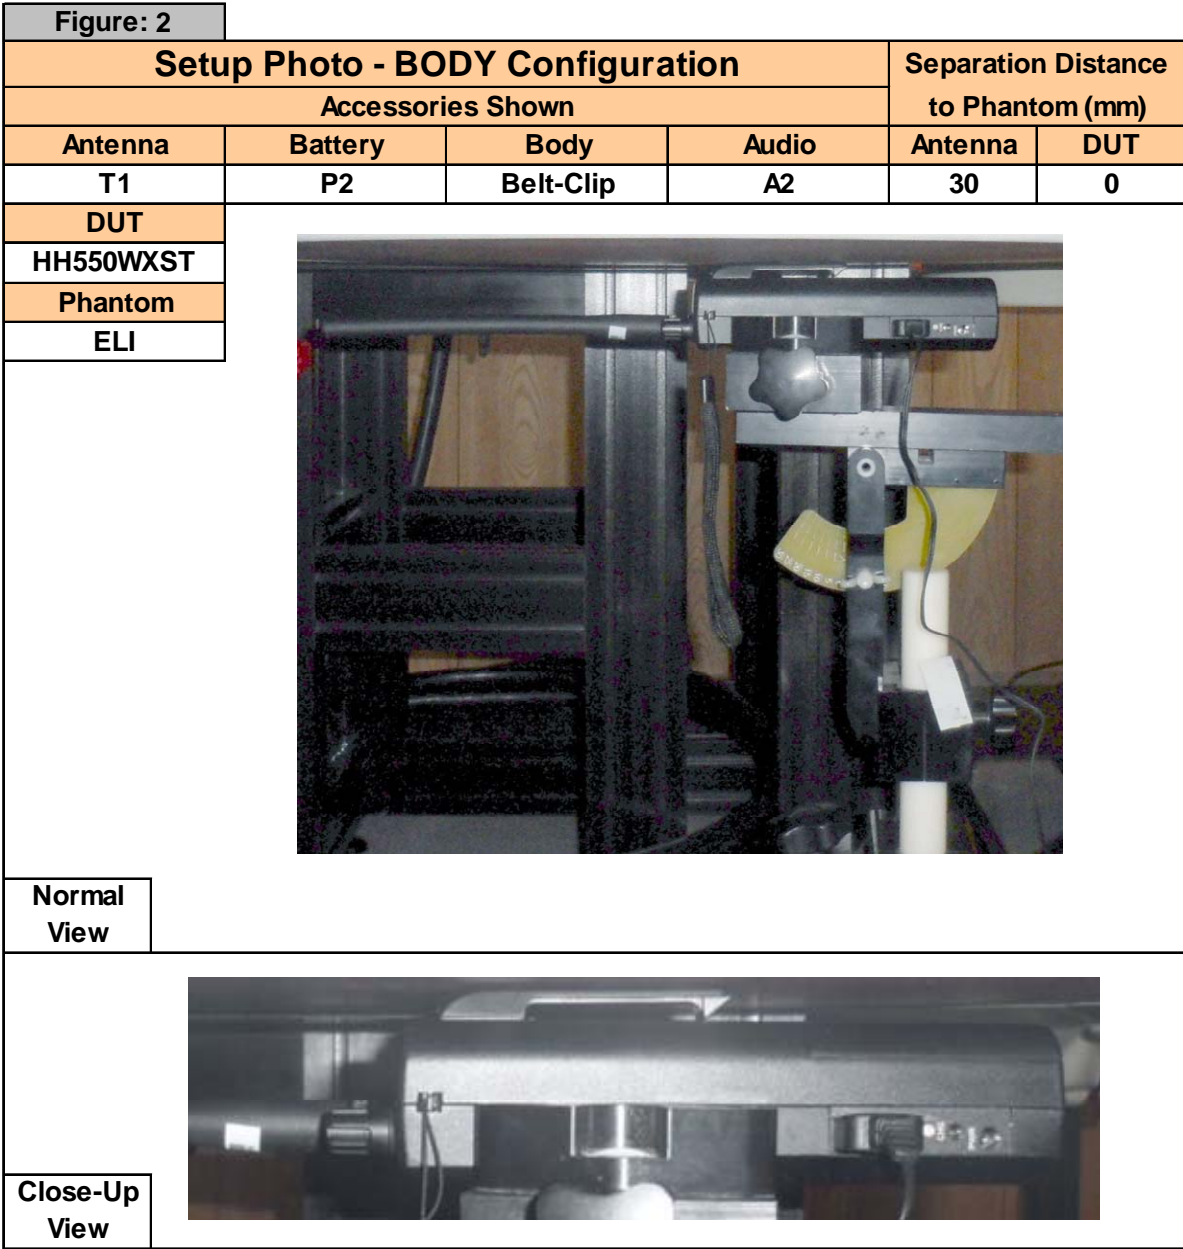 Figure: 2
Setup Photo - BODY Configuration
Separation Distance
to Phantom (mm)
Accessories Shown
Antenna Battery Body Audio Antenna DUT
T1 P2 Belt-Clip A2 30 0
DUT
HH550WXST
Phantom
ELI
Normal
View
Close-Up
View